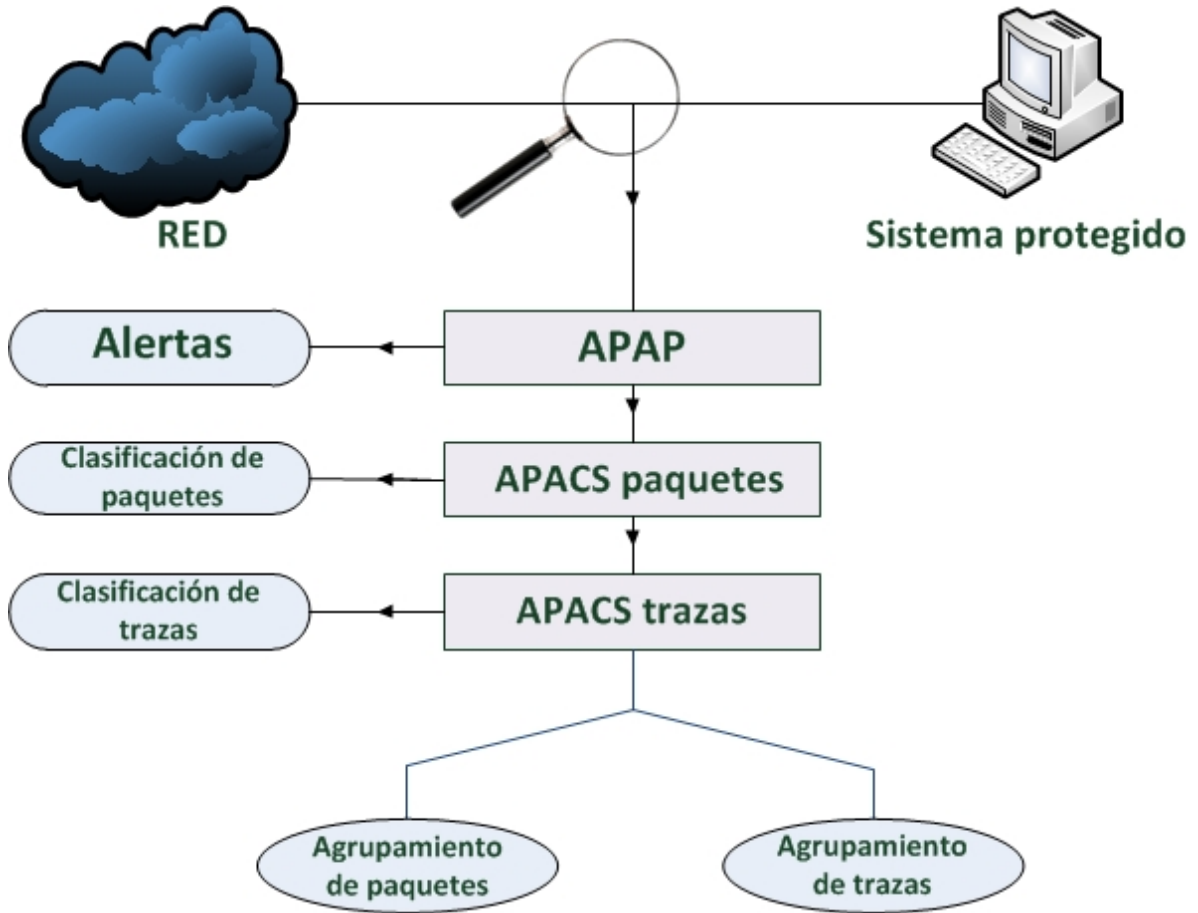 RED
Sistema protegido
Alertas
APAP
Clasificación de
paquetes
APACS paquetes
Clasificación de
trazas
APACS trazas
Agrupamiento
de paquetes
Agrupamiento
de trazas